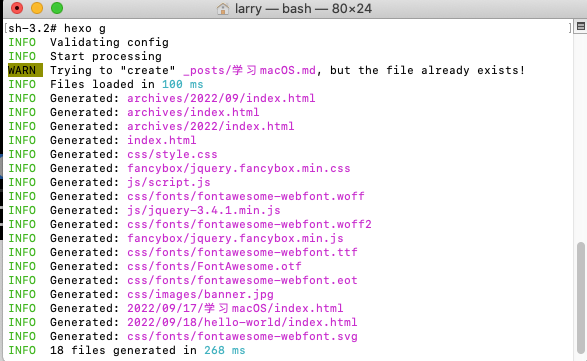 larry — bash — 80×24
[sh-3.2# hexo g
INFO  Validating config
INFO  Start processing
WARN  Trying to "create" _posts/学习macOS.md, but the file already exists!
INFO  Files loaded in 100 ms
INFO  Generated: archives/2022/09/index.html
INFO  Generated: archives/index.html
INFO  Generated: archives/2022/index.html
INFO  Generated: index.html
INFO  Generated: css/style.css
INFO  Generated: fancybox/jquery.fancybox.min.css
INFO  Generated: js/script.js
INFO  Generated: css/fonts/fontawesome-webfont.woff
INFO  Generated: js/jquery-3.4.1.min.js
INFO  Generated: css/fonts/fontawesome-webfont.woff2
INFO  Generated: fancybox/jquery.fancybox.min.js
INFO  Generated: css/fonts/fontawesome-webfont.ttf
INFO  Generated: css/fonts/FontAwesome.otf
INFO  Generated: css/fonts/fontawesome-webfont.eot
INFO  Generated: css/images/banner.jpg
INFO  Generated: 2022/09/17/学习macOS/index.html
INFO  Generated: 2022/09/18/hello-world/index.html
INFO  Generated: css/fonts/fontawesome-webfont.svg
INFO  18 files generated in 268 ms